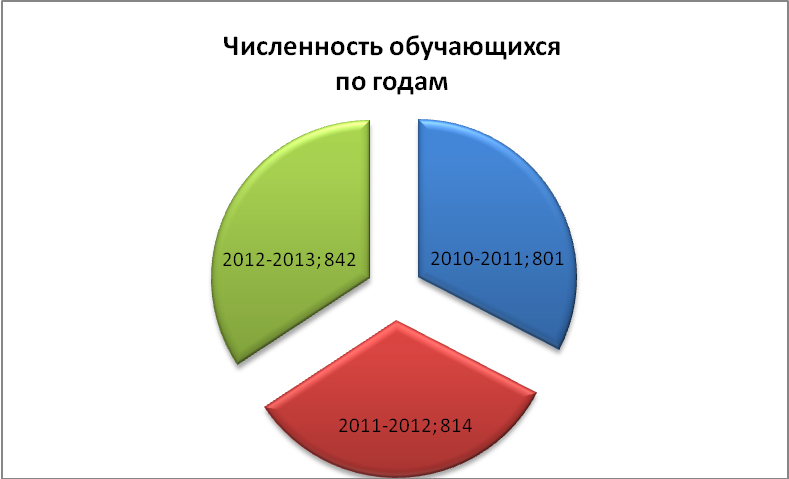 Численность обучающихся
по годам
2012-2013; 842
2010-2011; 801
2011-2012; 814